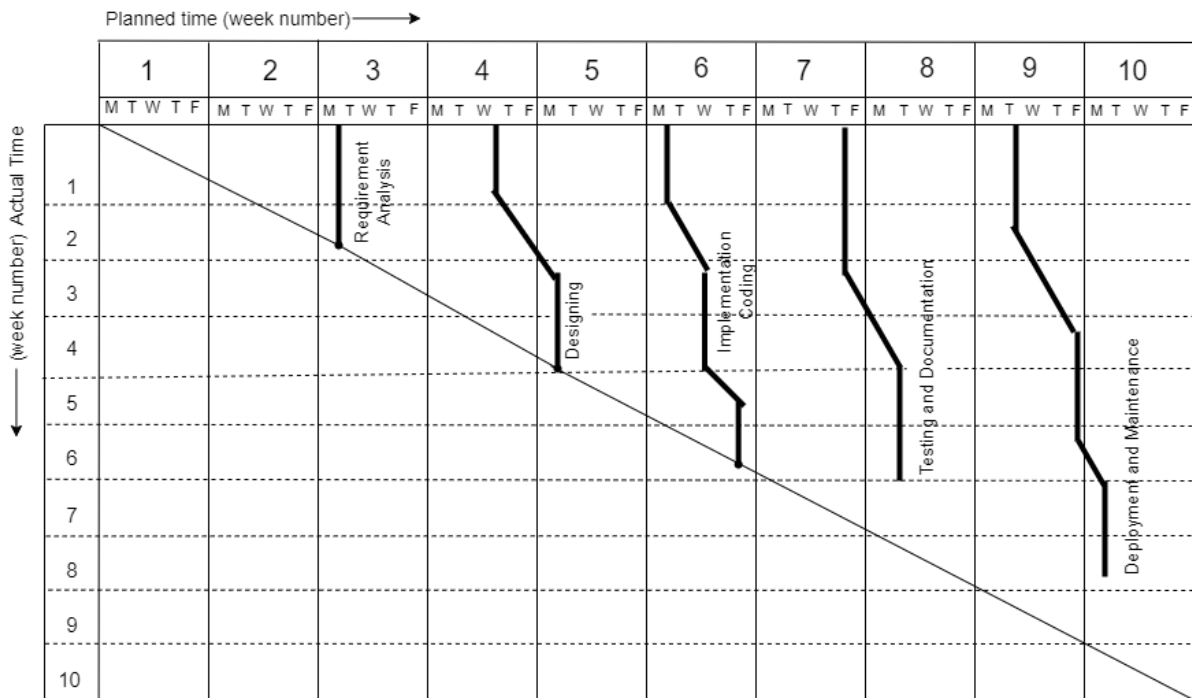 Planned time (week number)
1 2 3 4 5 6 7 8 9 10
M T W T F M T W T F M T W T F M T W T F M T W T F M T W T F M T W T F M T W T F M T W T F M T W T F
(week number) Actual Time
1
2
3
4
5
6
7
8
9
10
Requirement
Analysis
Designing
Implementation
Coding
Testing and Documentation
Deployment and Maintenance